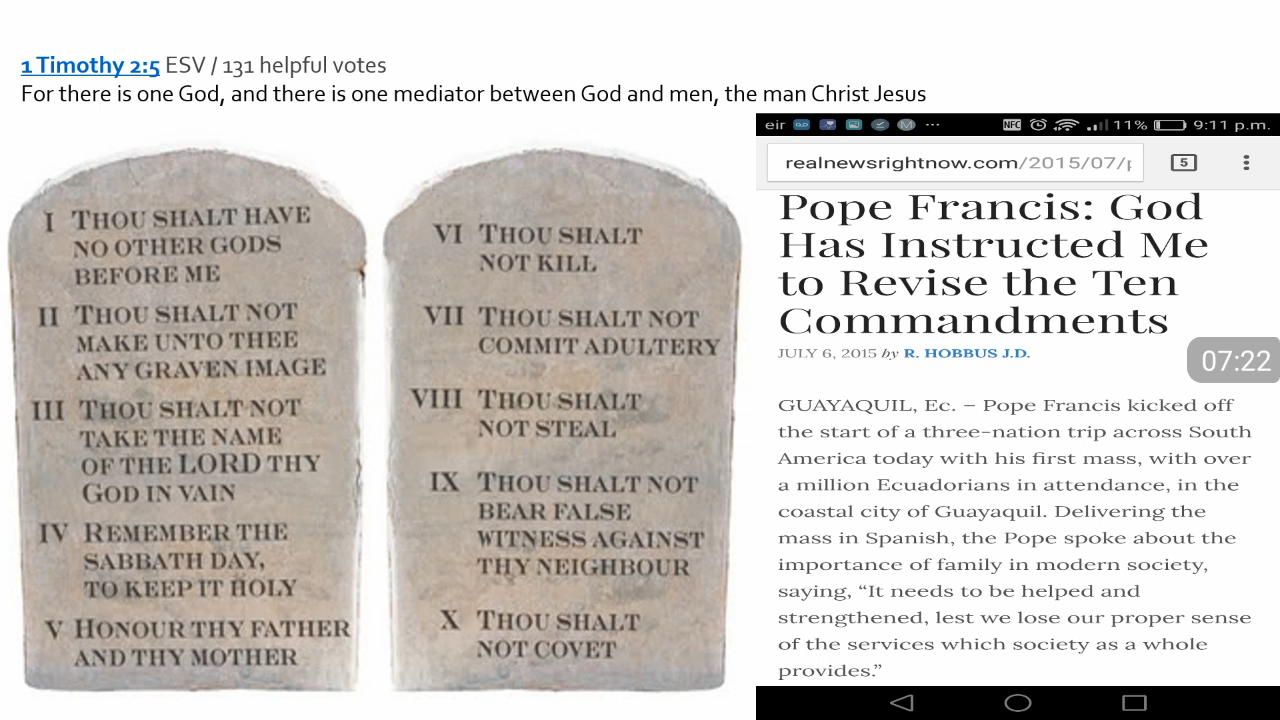 1 Timothy 2:5 ESV / 131 helpful votes
For there is one God, and there is one mediator between God and men, the man Christ Jesus
I THOU SHALT HAVE
NO OTHER GODS
BEFORE ME
II THOU SHALT NOT
MAKE UNTO THEE
ANY GRAVEN IMAGE
III THOU SHALT NOT
TAKE THE NAME
OF THE LORD THY
GOD IN VAIN
IV REMEMBER THE
SABBATH DAY,
TO KEEP IT HOLY
V HONOUR THY FATHER
AND THY MOTHER
VI THOU SHALT
NOT KILL
VII THOU SHALT NOT
COMMIT ADULTERY
VIII THOU SHALT
NOT STEAL
IX THOU SHALT NOT
BEAR FALSE
WITNESS AGAINST
THY NEIGHBOUR
X THOU SHALT
NOT COVET
eir ... NFC 11% 9:11 p.m.
realnewsrightnow.com/2015/07/ 5
Pope Francis: God
Has Instructed Me
to Revise the Ten
Commandments
JULY 6, 2015 by R. HOBBUS J.D.
07:22
GUAYAQUIL, Ec. – Pope Francis kicked off
the start of a three-nation trip across South
America today with his first mass, with over
a million Ecuadorians in attendance, in the
coastal city of Guayaquil. Delivering the
mass in Spanish, the Pope spoke about the
importance of family in modern society,
saying, “It needs to be helped and
strengthened, lest we lose our proper sense
of the services which society as a whole
provides.”